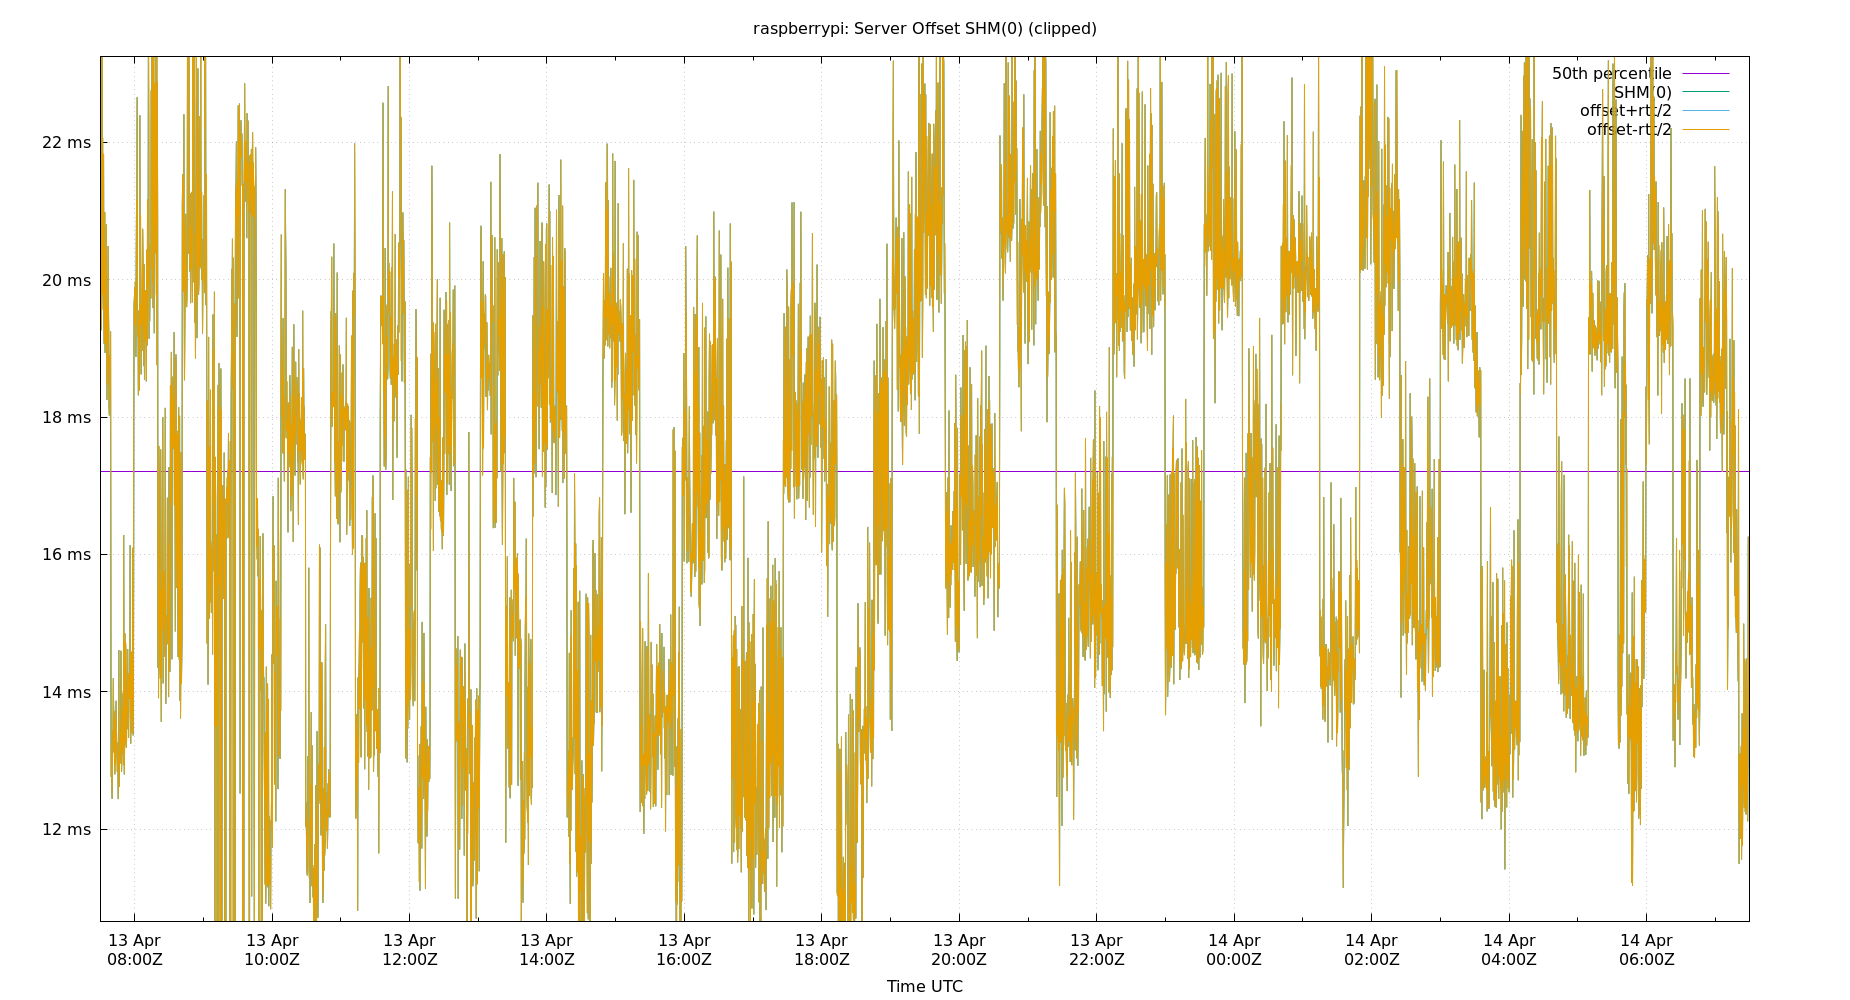 raspberrypi: Server Offset SHM(0) (clipped)
50th percentile
SHM(0)
offset+rtt/2
offset-rtt/2
22 ms
20 ms
18 ms
16 ms
14 ms
12 ms
13 Apr 13 Apr 13 Apr 13 Apr 13 Apr 13 Apr 13 Apr 13 Apr 14 Apr 14 Apr 14 Apr 14 Apr
08:00Z 10:00Z 12:00Z 14:00Z 16:00Z 18:00Z 20:00Z 22:00Z 00:00Z 02:00Z 04:00Z 06:00Z
Time UTC